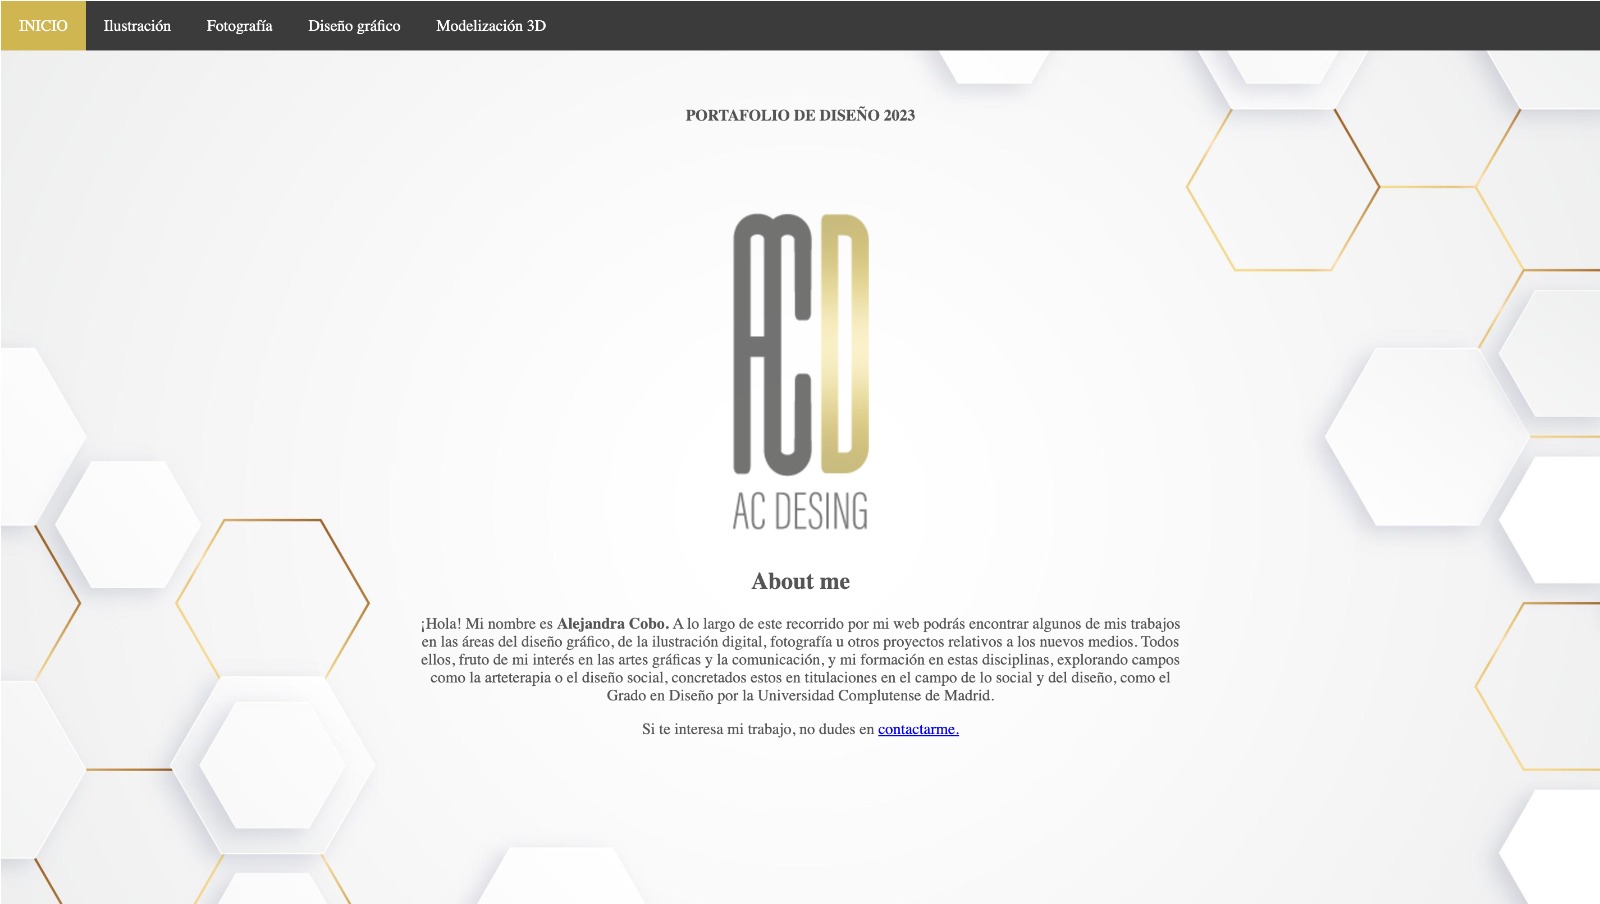 INICIO Ilustración Fotografía Diseño gráfico Modelización 3D
PORTAFOLIO DE DISEÑO 2023
ACD
AC DESING
About me
¡Hola! Mi nombre es Alejandra Cobo. A lo largo de este recorrido por mi web podrás encontrar algunos de mis trabajos
en las áreas del diseño gráfico, de la ilustración digital, fotografía u otros proyectos relativos a los nuevos medios. Todos
ellos, fruto de mi interés en las artes gráficas y la comunicación, y mi formación en estas disciplinas, explorando campos
como la arteterapia o el diseño social, concretados estos en titulaciones en el campo de lo social y del diseño, como el
Grado en Diseño por la Universidad Complutense de Madrid.
Si te interesa mi trabajo, no dudes en contactarme.